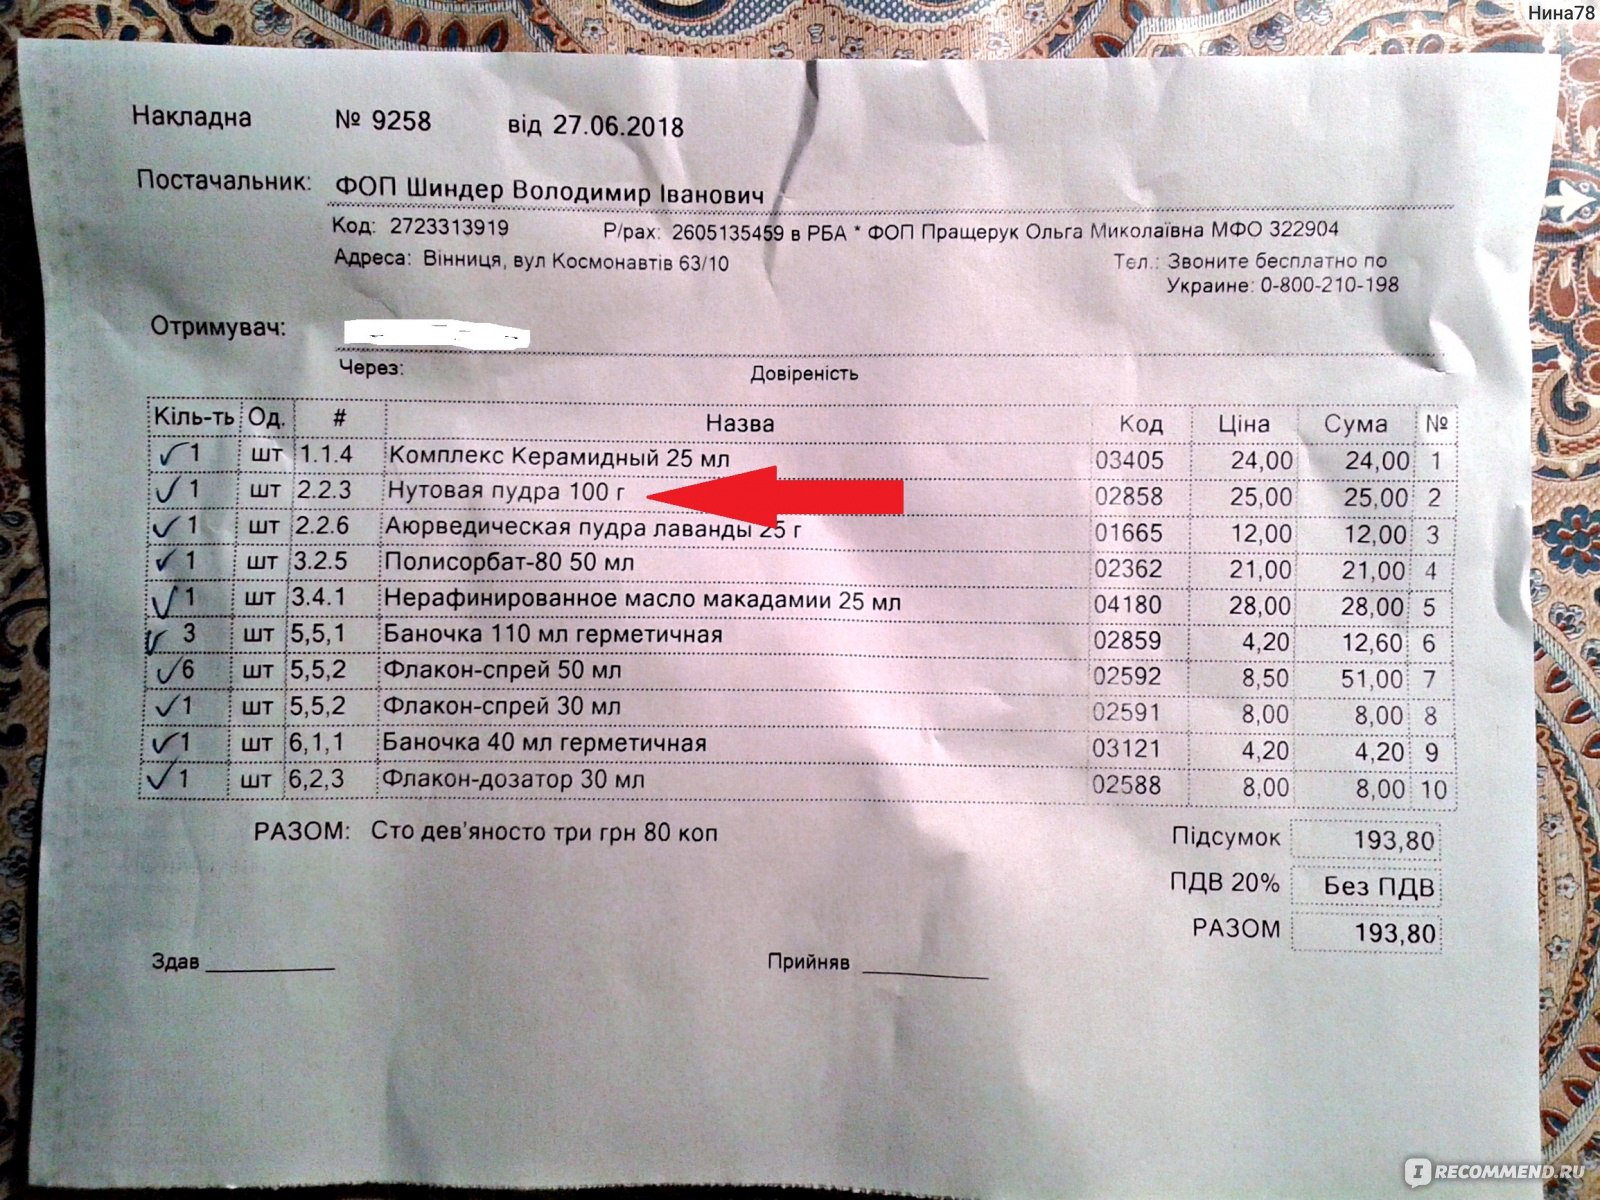 Нина78
Накладна № 9258 від 27.06.2018
Постачальник: ФОП Шиндер Володимир Іванович
Код: 2723313919 Р/рах: 2605135459 в РБА * ФОП Пращерук Ольга Миколаївна МФО 322904
Адреса: Вінниця, вул Космонавтів 63/10 Тел.: Звоните бесплатно по
Украине: 0-800-210-198
Отримувач:
Через: Довіреність
Кіль-ть Од. # Назва Код Ціна Сума №
1 шт 1.1.4 Комплекс Керамидный 25 мл 03405 24,00 24,00 1
1 шт 2.2.3 Нутовая пудра 100 г 02858 25,00 25,00 2
1 шт 2.2.6 Аюрведическая пудра лаванды 25 г 01665 12,00 12,00 3
1 шт 3.2.5 Полисорбат-80 50 мл 02362 21,00 21,00 4
1 шт 3.4.1 Нерафинированное масло макадамии 25 мл 04180 28,00 28,00 5
3 шт 5,5,1 Баночка 110 мл герметичная 02859 4,20 12,60 6
6 шт 5,5,2 Флакон-спрей 50 мл 02592 8,50 51,00 7
1 шт 5,5,2 Флакон-спрей 30 мл 02591 8,00 8,00 8
1 шт 6,1,1 Баночка 40 мл герметичная 03121 4,20 4,20 9
1 шт 6,2,3 Флакон-дозатор 30 мл 02588 8,00 8,00 10
РАЗОМ: Сто дев'яносто три грн 80 коп Підсумок 193,80
ПДВ 20% Без ПДВ
РАЗОМ 193,80
Здав Прийняв
IRECOMMEND.RU